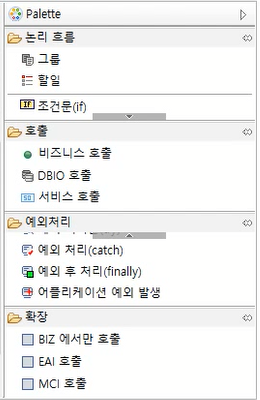 Palette
논리 흐름
그룹
할일
If 조건문(if)
호출
비즈니스 호출
DBIO 호출
SO 서비스 호출
예외처리
예외 처리(catch)
예외 후 처리(finally)
어플리케이션 예외 발생
확장
BIZ 에서만 호출
EAI 호출
MCI 호출